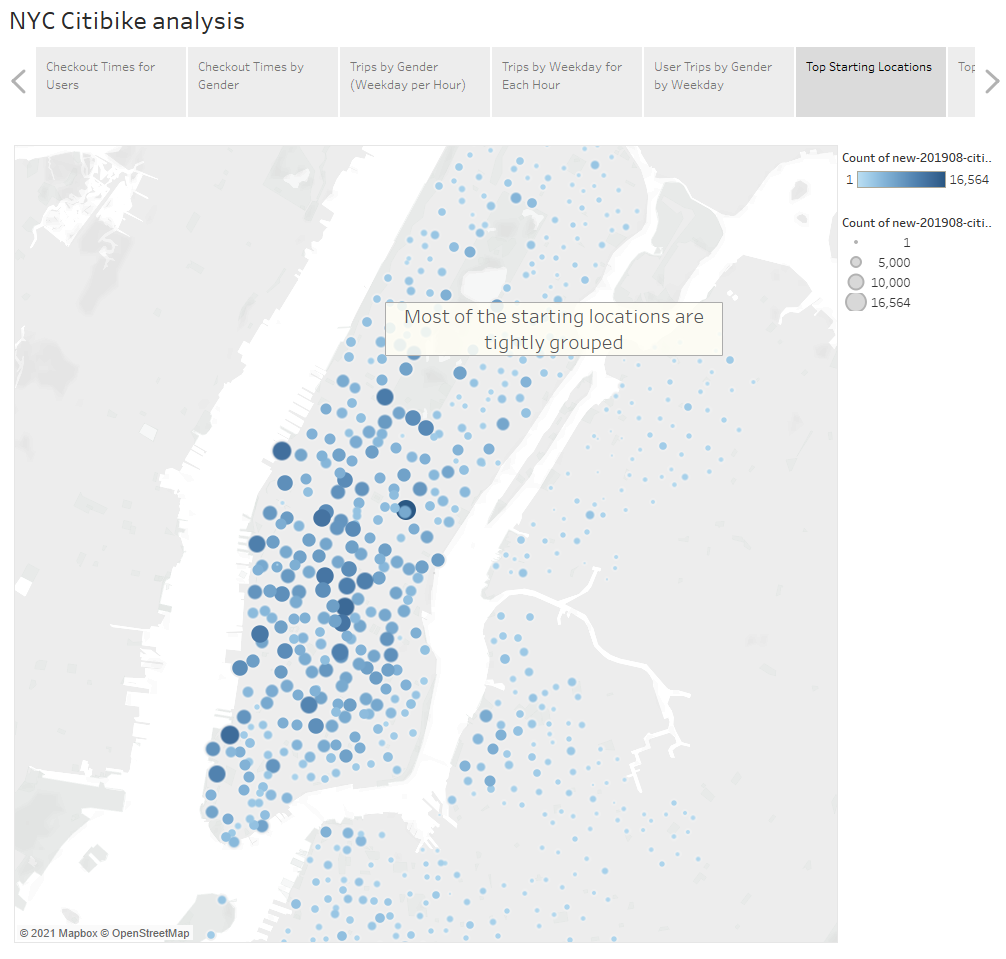 NYC Citibike analysis
Checkout Times for
Users
Checkout Times by
Gender
Trips by Gender
(Weekday per Hour)
Trips by Weekday for
Each Hour
User Trips by Gender
by Weekday
Top Starting Locations
Top
Count of new-201908-citi..
1
16,564
Count of new-201908-citi..
1
5,000
10,000
16,564
Most of the starting locations are
tightly grouped
© 2021 Mapbox © OpenStreetMap